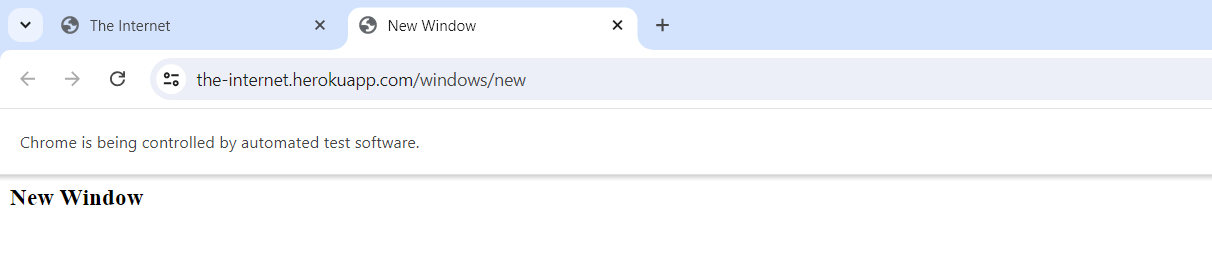 The Internet
New Window
the-internet.herokuapp.com/windows/new
Chrome is being controlled by automated test software.
New Window